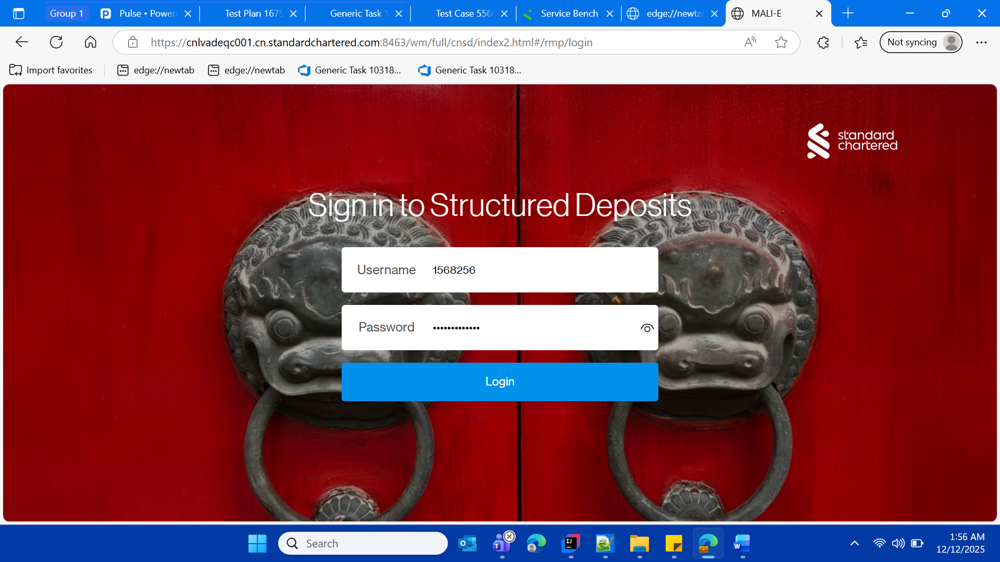 Group 1
Pulse • Power
Test Plan 1675
Generic Task 1
Test Case 5560
Service Bench
edge://newtab
MALI-E
https://cnlvadeqc001.cn.standardchartered.com:8463/wm/full/cnsd/index2.html#/rmp/login
Not syncing
Import favorites
edge://newtab
edge://newtab
Generic Task 10318...
Generic Task 10318...
standard
chartered
Sign in to Structured Deposits
Username 1568256
Password •••••••••••••
Login
Search
1:56 AM
12/12/2025